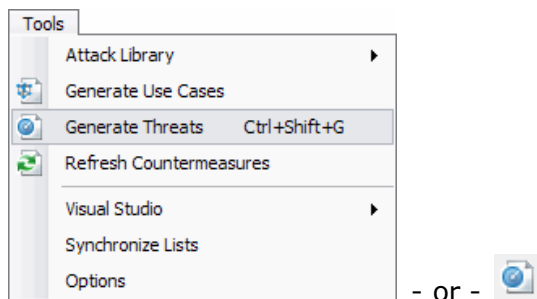 Tools
Attack Library
Generate Use Cases
Generate Threats Ctrl+Shift+G
Refresh Countermeasures
Visual Studio
Synchronize Lists
Options
- or -